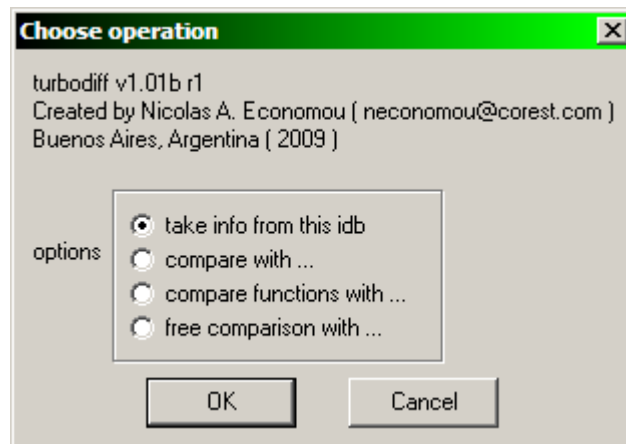 Choose operation
turbodiff v1.01b r1
Created by Nicolas A. Economou ( neconomou@corest.com )
Buenos Aires, Argentina ( 2009 )
options
take info from this idb
compare with ...
compare functions with ...
free comparison with ...
OK
Cancel